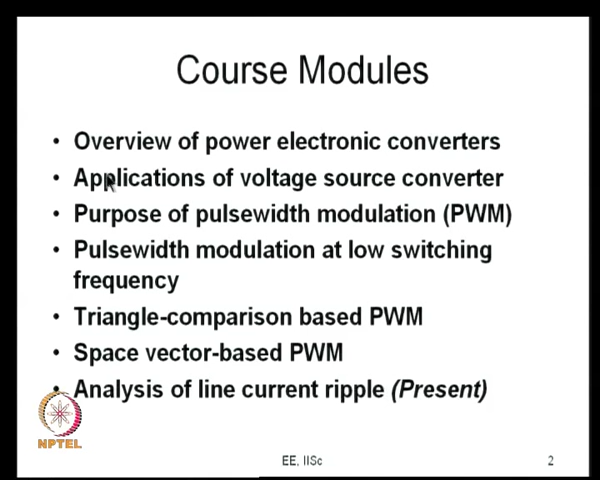 Course Modules
• Overview of power electronic converters
• Applications of voltage source converter
• Purpose of pulsewidth modulation (PWM)
• Pulsewidth modulation at low switching
frequency
• Triangle-comparison based PWM
• Space vector-based PWM
• Analysis of line current ripple (Present)
NPTEL
EE, IISc
2